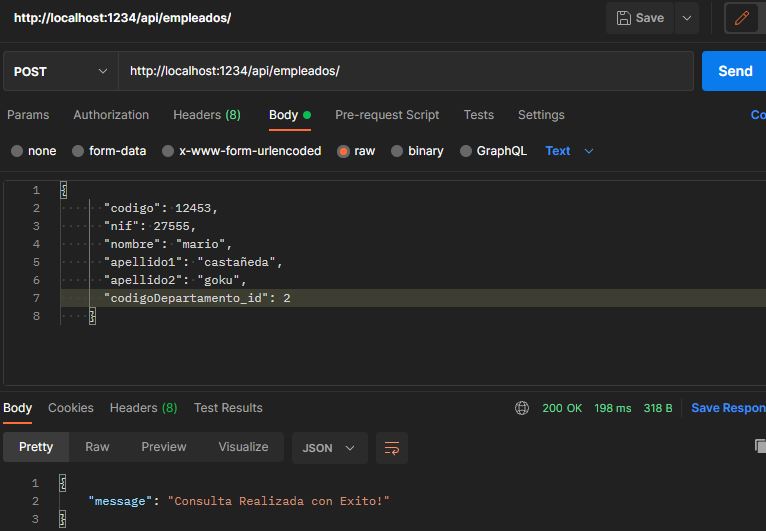 http://localhost:1234/api/empleados/
Save
POST
http://localhost:1234/api/empleados/
Send
Params Authorization Headers (8) Body Pre-request Script Tests Settings Co
none form-data x-www-form-urlencoded raw binary GraphQL Text
1 {
2 "codigo": 12453,
3 "nif": 27555,
4 "nombre": "mario",
5 "apellido1": "castañeda",
6 "apellido2": "goku",
7 "codigoDepartamento_id": 2
8 }
Body Cookies Headers (8) Test Results 200 OK 198 ms 318 B Save Respon
Pretty Raw Preview Visualize JSON
1 {
2 "message": "Consulta Realizada con Exito!"
3 }